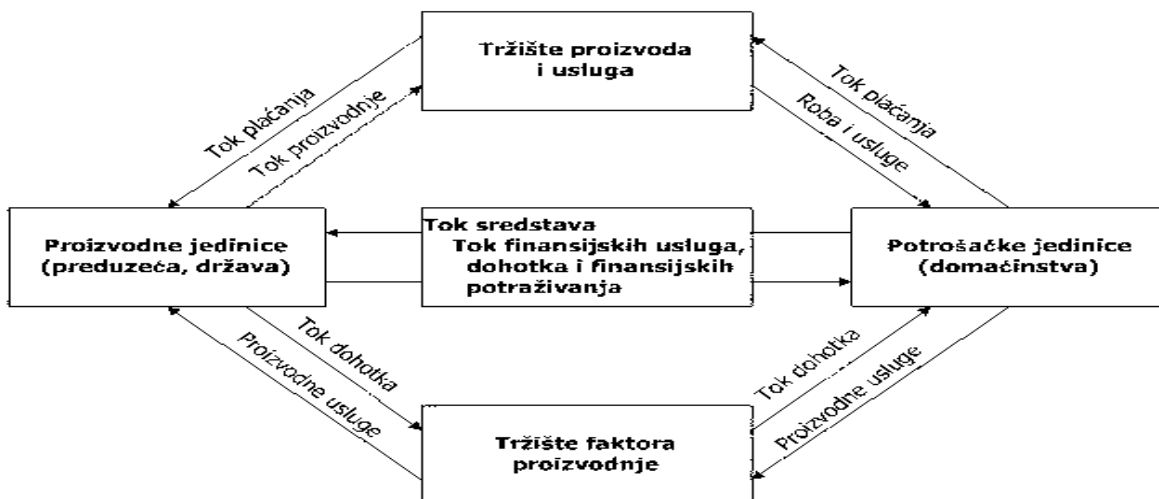 Tržište proizvoda
i usluga
Tok plaćanja
Tok proizvodnje
Tok plaćanja
Roba i usluge
Proizvodne jedinice
(preduzeća, država)
Tok sredstava
Tok finansijskih usluga,
dohotka i finansijskih
potraživanja
Potrošačke jedinice
(domaćinstva)
Tok dohotka
Proizvodne usluge
Tok dohotka
Proizvodne usluge
Tržište faktora
proizvodnje